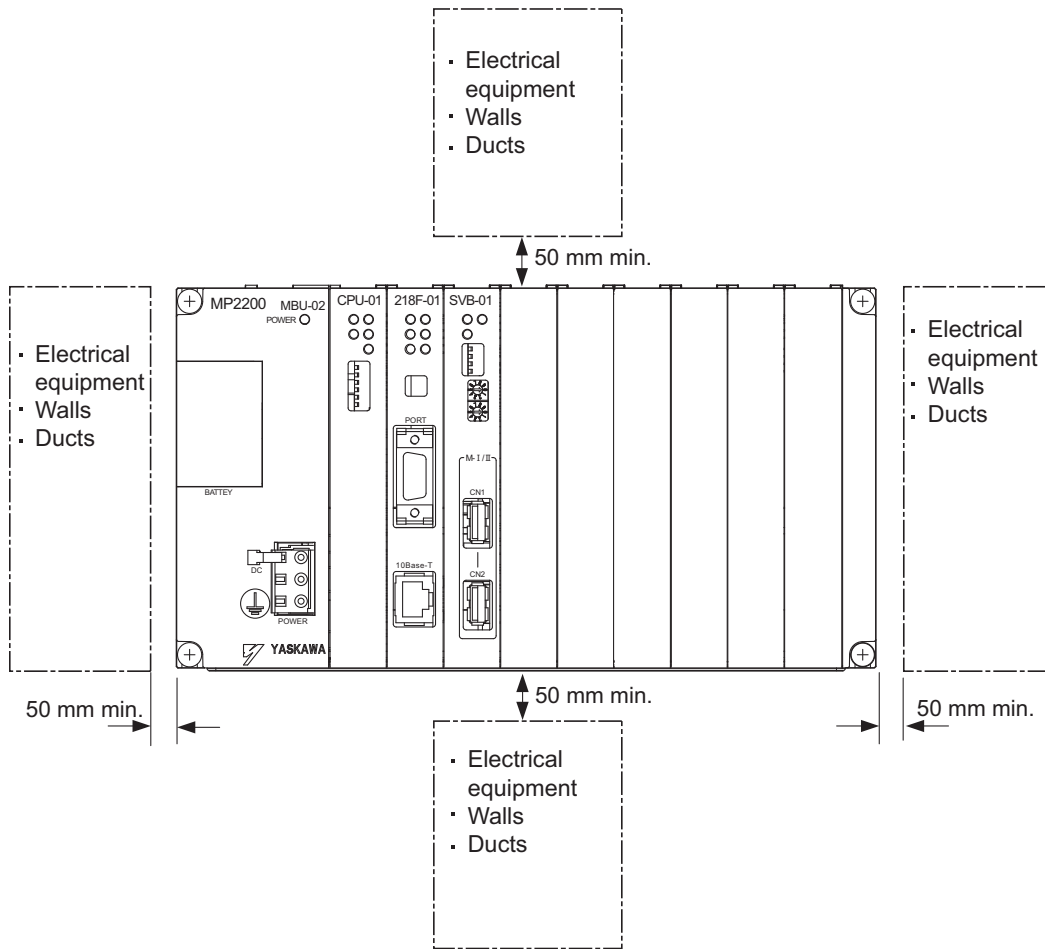 · Electrical
equipment
· Walls
· Ducts
50 mm min.
MP2200 MBU-02
POWER
CPU-01
218F-01
SVB-01
· Electrical
equipment
· Walls
· Ducts
· Electrical
equipment
· Walls
· Ducts
PORT
M-I/II
CN1
BATTEY
10Base-T
DC
CN2
POWER
YASKAWA
50 mm min.
50 mm min.
50 mm min.
· Electrical
equipment
· Walls
· Ducts